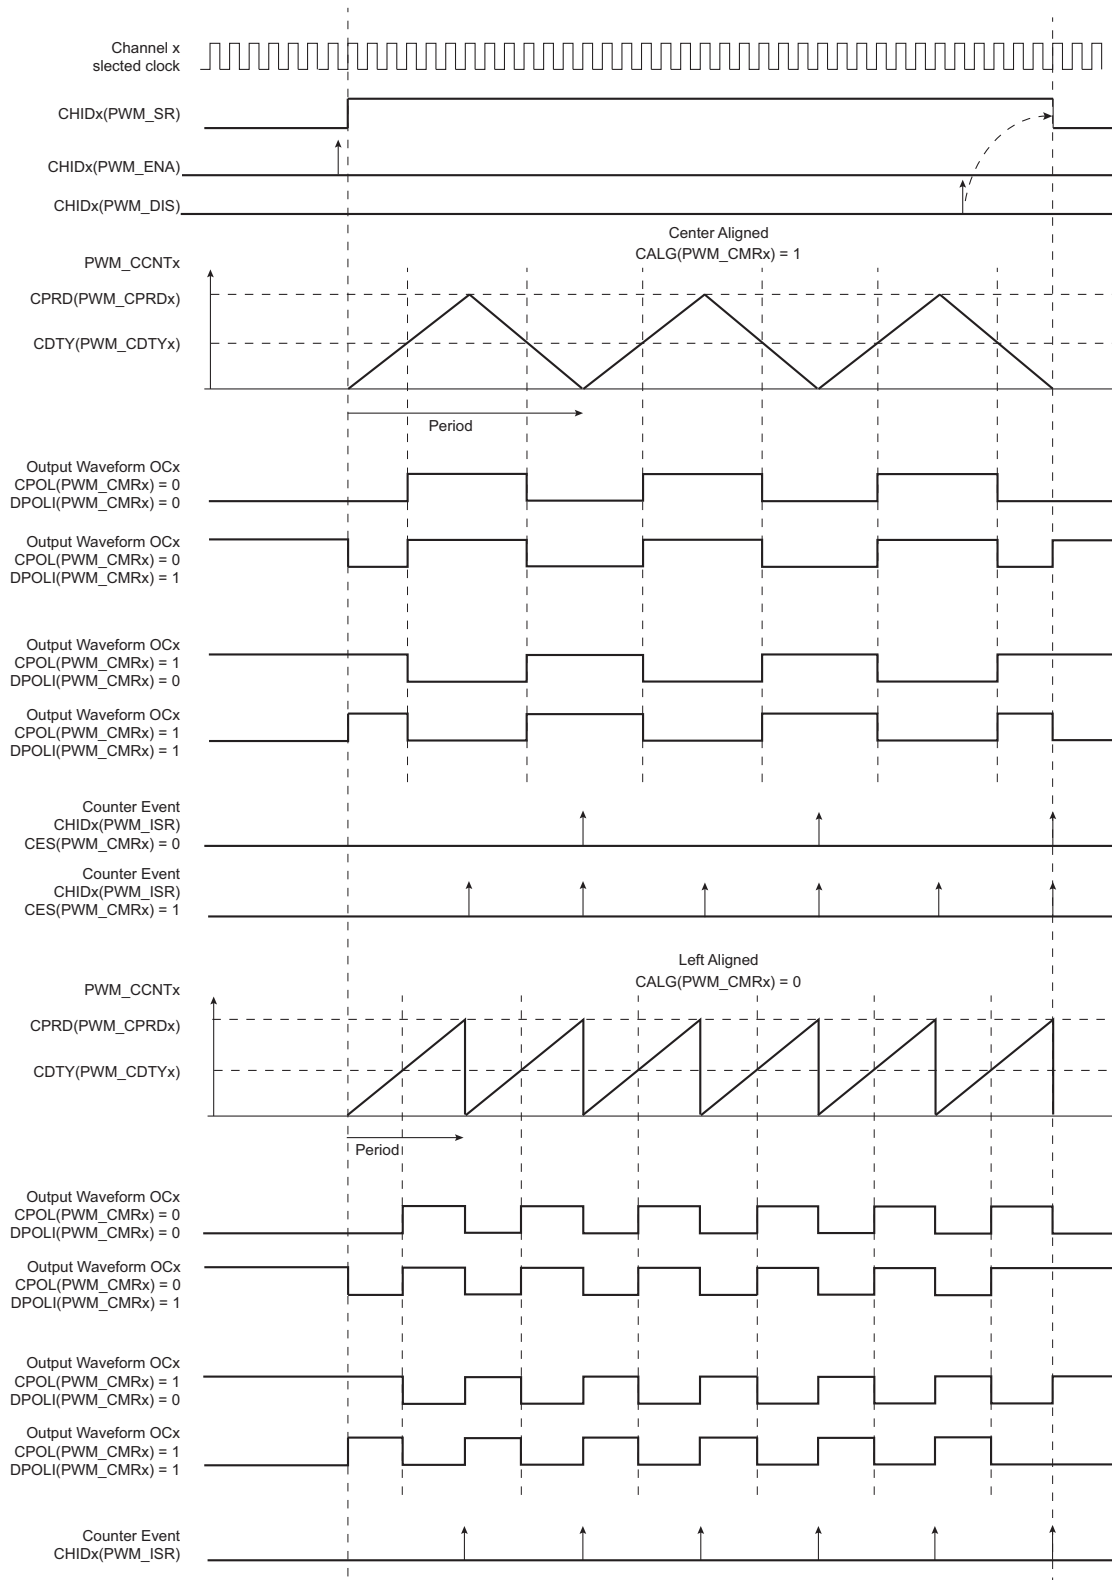 Channel x
slected clock
CHIDx(PWM_SR)
CHIDx(PWM_ENA)
CHIDx(PWM_DIS)
Center Aligned
CALG(PWM_CMRx) = 1
PWM_CCNTx
CPRD(PWM_CPRDx)
CDTY(PWM_CDTYx)
Period
Output Waveform OCx
CPOL(PWM_CMRx) = 0
DPOLI(PWM_CMRx) = 0
Output Waveform OCx
CPOL(PWM_CMRx) = 0
DPOLI(PWM_CMRx) = 1
Output Waveform OCx
CPOL(PWM_CMRx) = 1
DPOLI(PWM_CMRx) = 0
Output Waveform OCx
CPOL(PWM_CMRx) = 1
DPOLI(PWM_CMRx) = 1
Counter Event
CHIDx(PWM_ISR)
CES(PWM_CMRx) = 0
Counter Event
CHIDx(PWM_ISR)
CES(PWM_CMRx) = 1
Left Aligned
CALG(PWM_CMRx) = 0
PWM_CCNTx
CPRD(PWM_CPRDx)
CDTY(PWM_CDTYx)
Period
Output Waveform OCx
CPOL(PWM_CMRx) = 0
DPOLI(PWM_CMRx) = 0
Output Waveform OCx
CPOL(PWM_CMRx) = 0
DPOLI(PWM_CMRx) = 1
Output Waveform OCx
CPOL(PWM_CMRx) = 1
DPOLI(PWM_CMRx) = 0
Output Waveform OCx
CPOL(PWM_CMRx) = 1
DPOLI(PWM_CMRx) = 1
Counter Event
CHIDx(PWM_ISR)